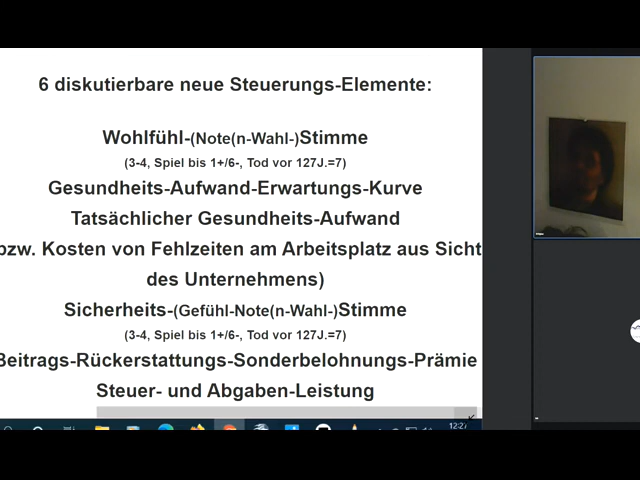 6 diskutierbare neue Steuerungs-Elemente:
Wohlfühl-(Note(n-Wahl-)Stimme
(3-4, Spiel bis 1+/6-, Tod vor 127J.=7)
Gesundheits-Aufwand-Erwartungs-Kurve
Tatsächlicher Gesundheits-Aufwand
bzw. Kosten von Fehlzeiten am Arbeitsplatz aus Sicht
des Unternehmens)
Sicherheits-(Gefühl-Note(n-Wahl-)Stimme
(3-4, Spiel bis 1+/6-, Tod vor 127J.=7)
Beitrags-Rückerstattungs-Sonderbelohnungs-Prämie
Steuer- und Abgaben-Leistung
12:27